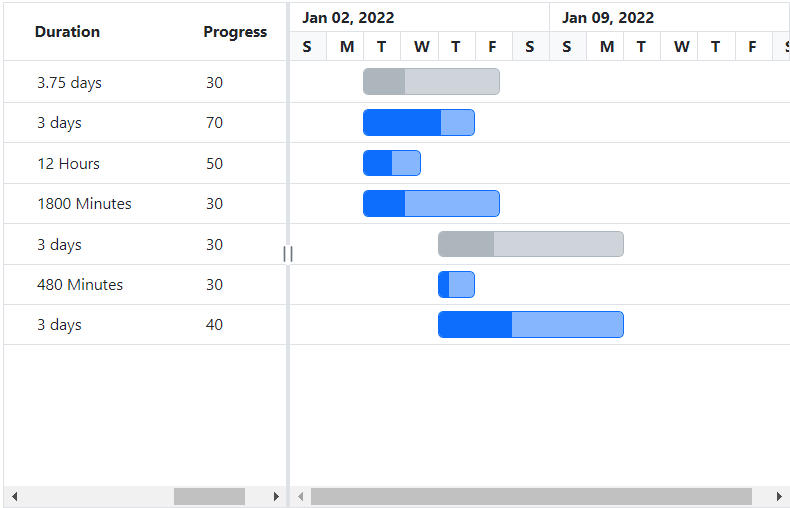 Duration Progress Jan 02, 2022 Jan 09, 2022
S M T W T F S S M T W T F S
3.75 days 30
3 days 70
12 Hours 50
1800 Minutes 30
3 days 30
480 Minutes 30
3 days 40